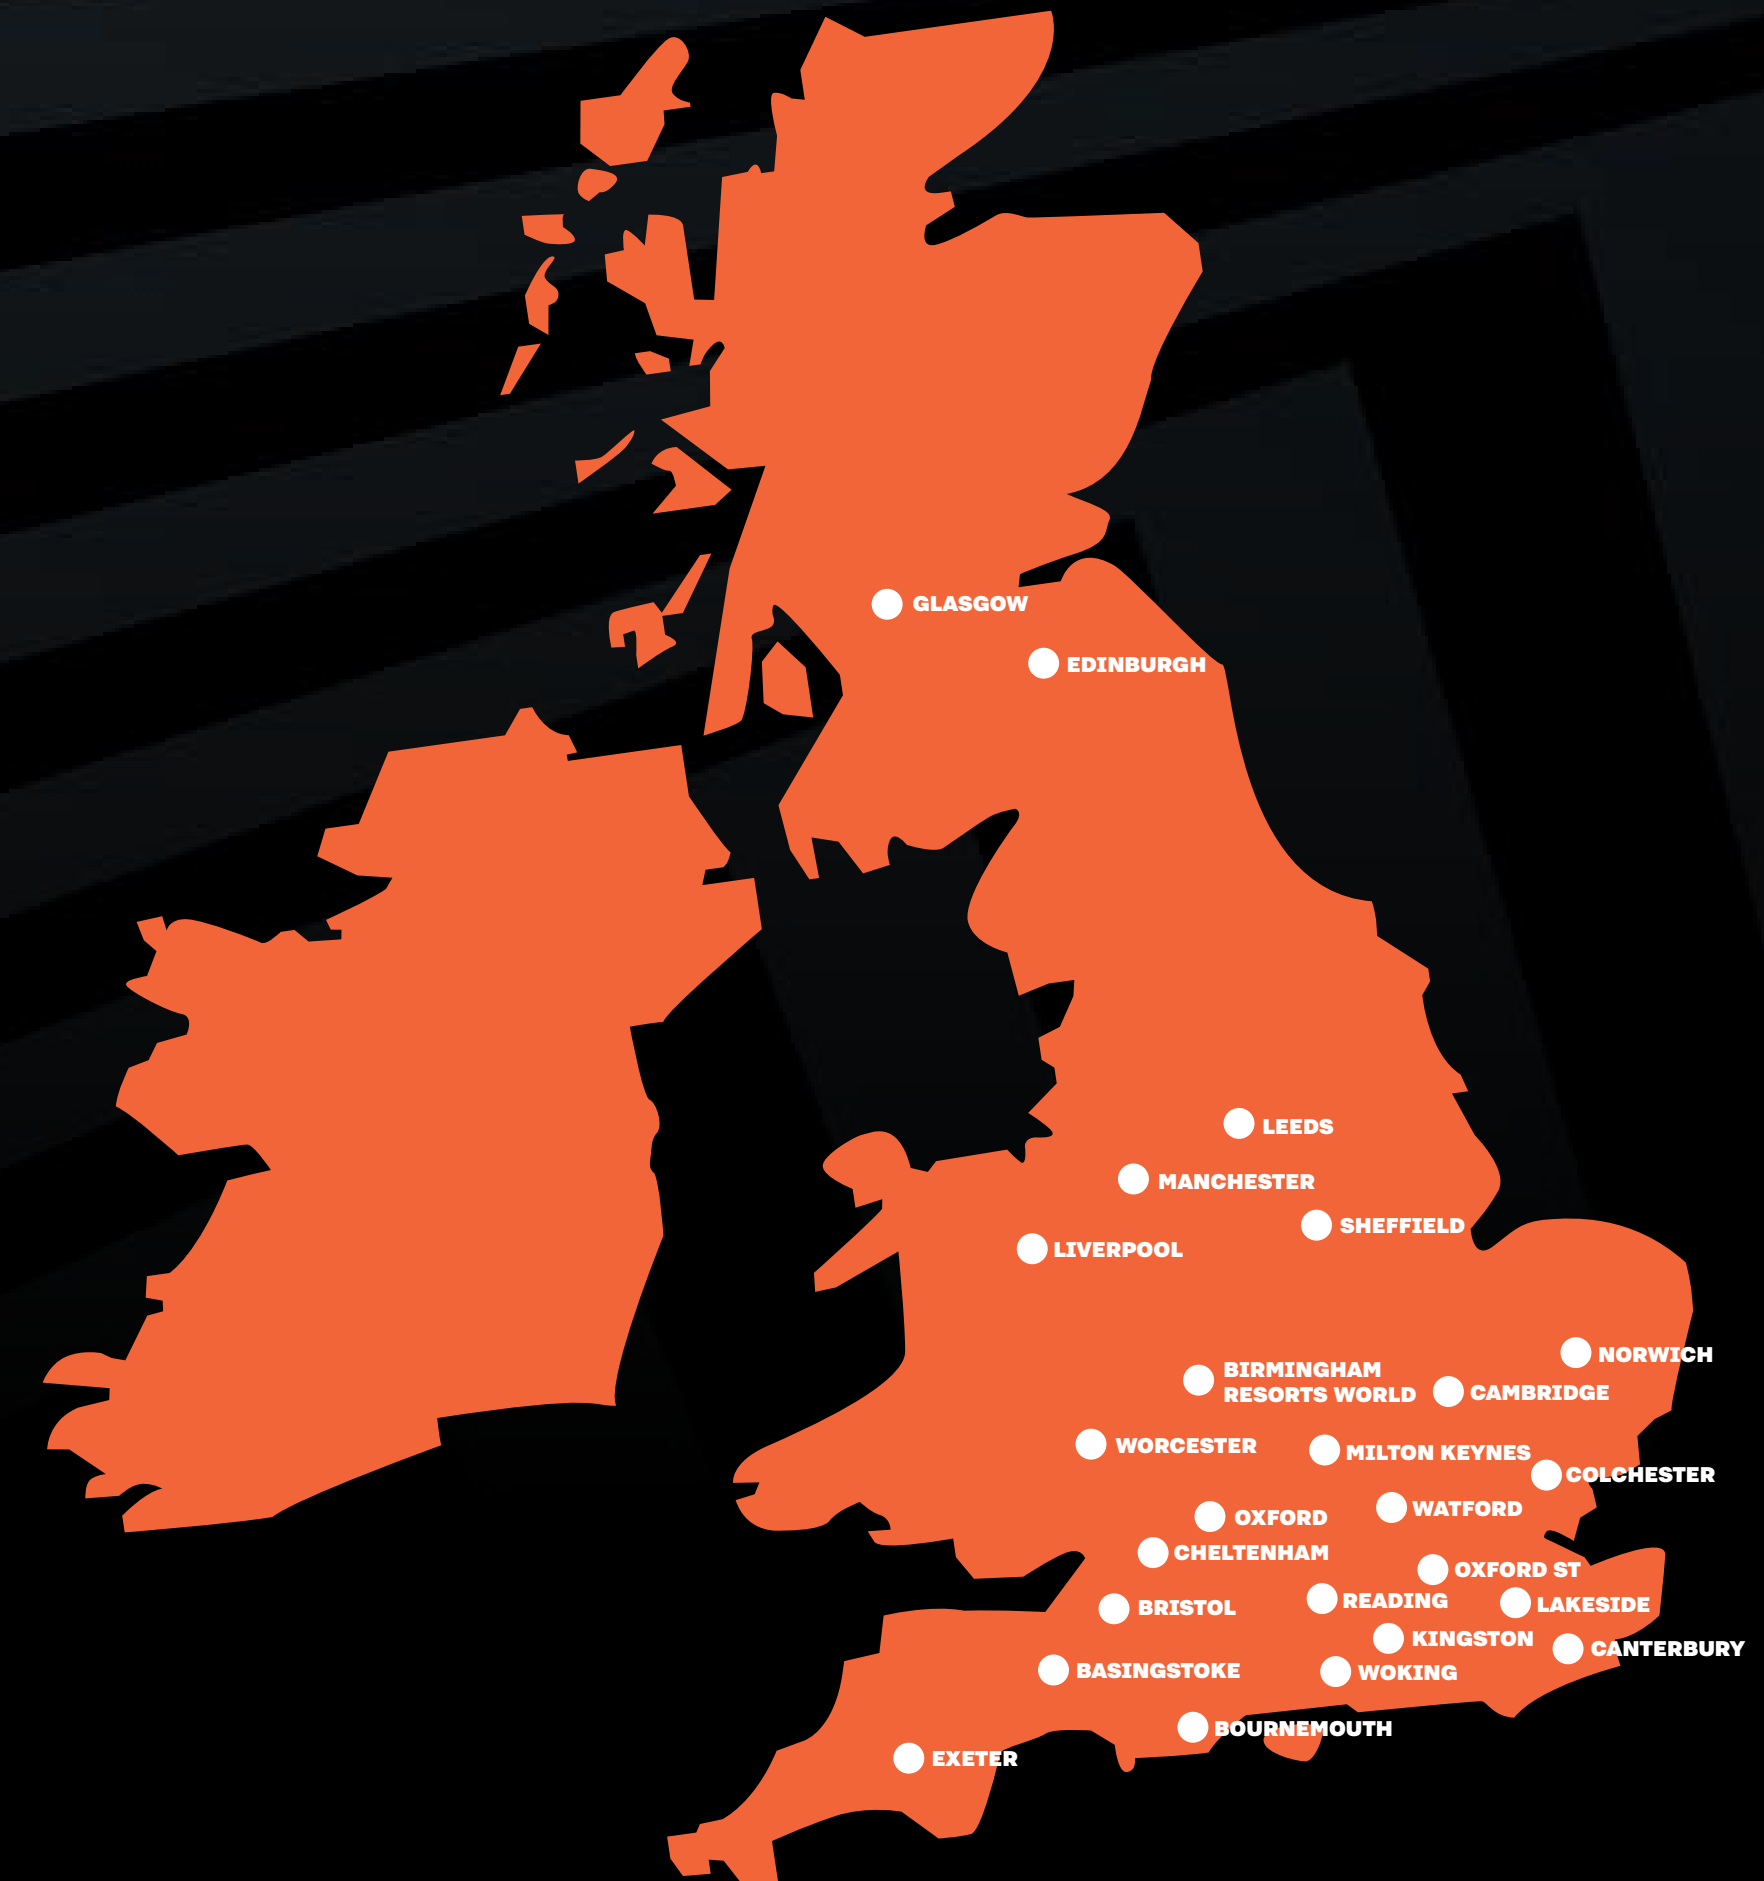 GLASGOW
EDINBURGH
LEEDS
MANCHESTER
SHEFFIELD
LIVERPOOL
NORWICH
BIRMINGHAM
RESORTS WORLD
CAMBRIDGE
WORCESTER
MILTON KEYNES
COLCHESTER
WATFORD
OXFORD
CHELTENHAM
OXFORD ST
READING
LAKESIDE
BRISTOL
KINGSTON
CANTERBURY
BASINGSTOKE
WOKING
BOURNEMOUTH
EXETER